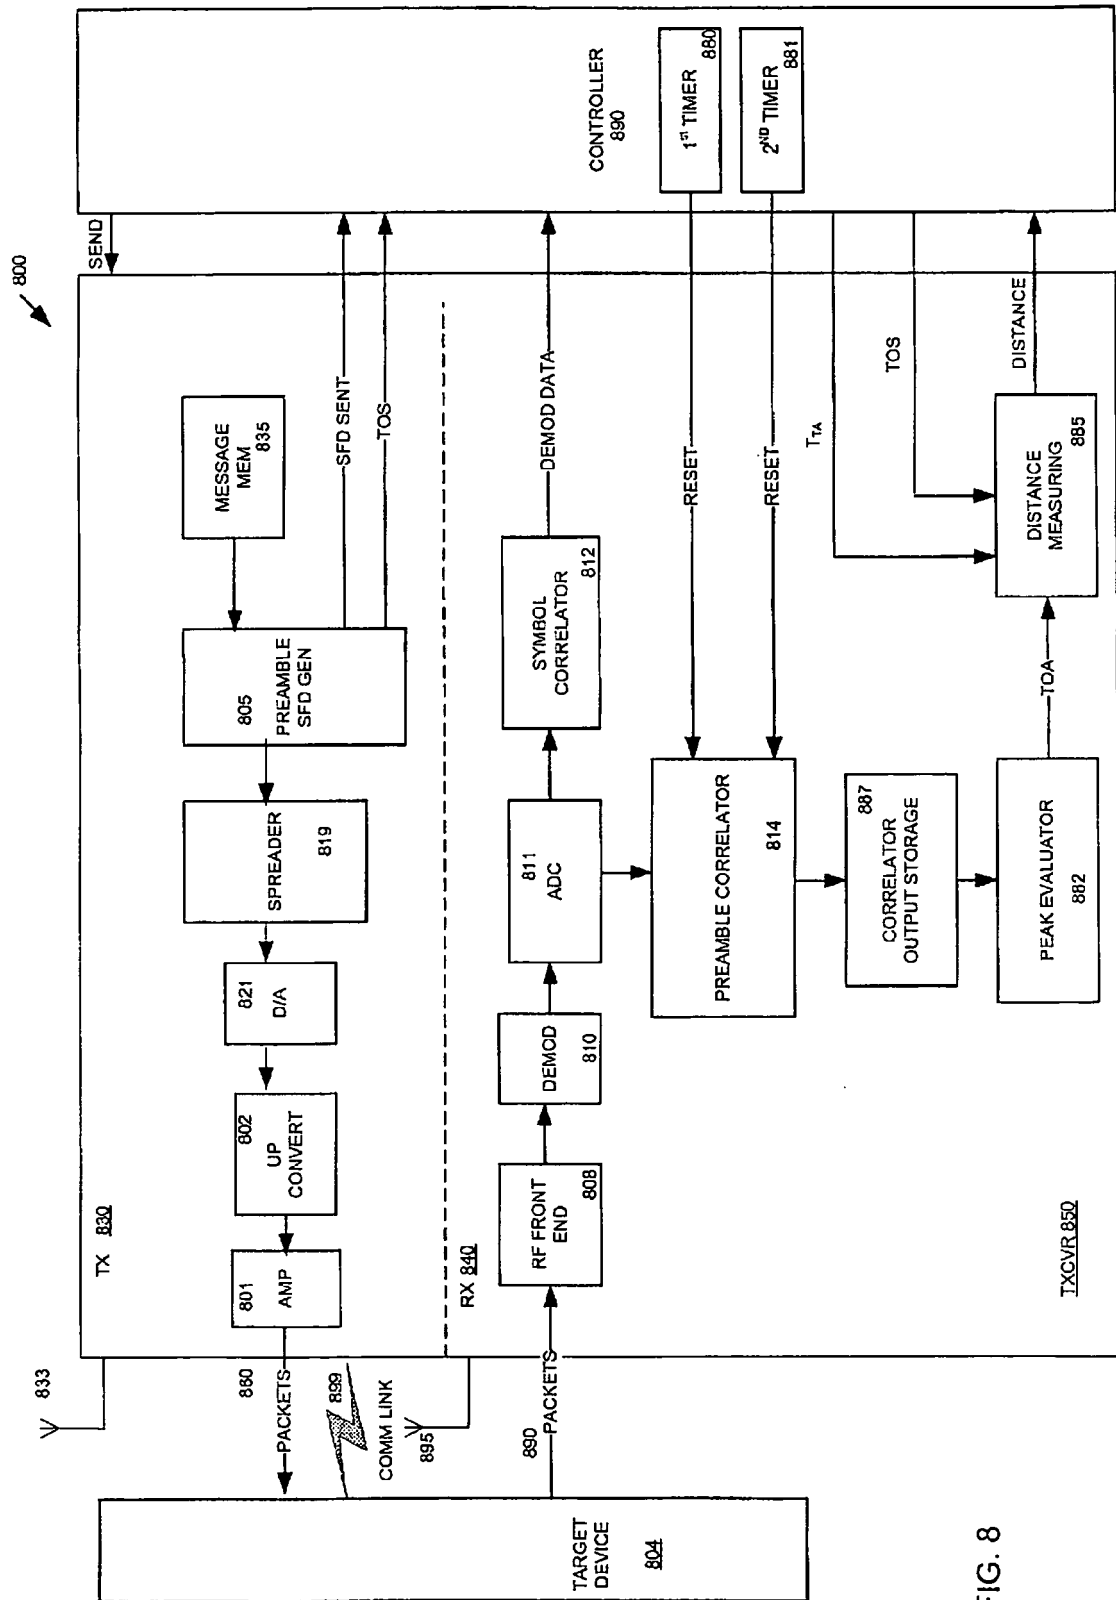 800
SEND
CONTROLLER
890
1ST TIMER
880
2ND TIMER
881
MESSAGE
MEM
835
SFD SENT
TOS
805
PREAMBLE
SFD GEN
SPREADER
819
821
D/A
802
UP
CONVERT
801
AMP
TX 830
833
860
PACKETS
899
COMM LINK
895
RX 840
890
PACKETS
RF FRONT
END
808
DEMOD
810
811
ADC
SYMBOL
CORRELATOR
812
DEMOD DATA
PREAMBLE CORRELATOR
814
RESET
RESET
887
CORRELATOR
OUTPUT STORAGE
PEAK EVALUATOR
882
TOA
DISTANCE
MEASURING
885
TTA
TOS
DISTANCE
TXCVR 850
TARGET
DEVICE
804
FIG. 8